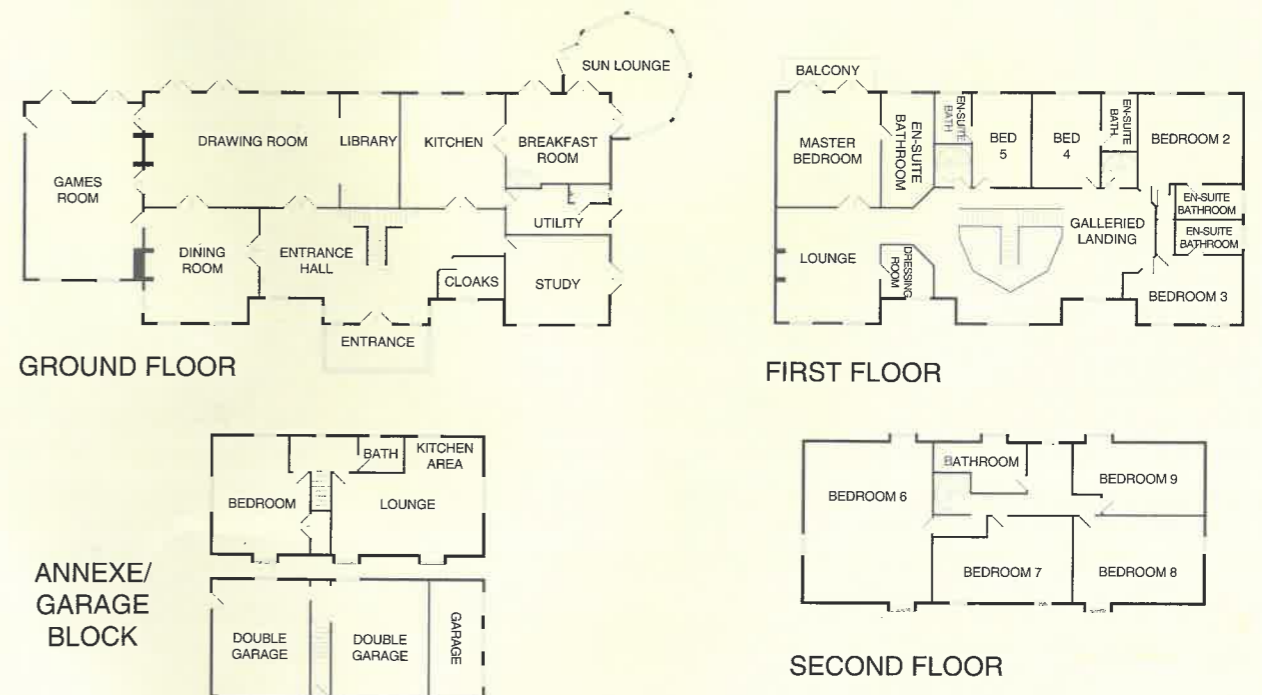 SUN LOUNGE
DRAWING ROOM
LIBRARY
KITCHEN
BREAKFAST
ROOM
GAMES
ROOM
UTILITY
DINING
ROOM
ENTRANCE
HALL
CLOAKS
STUDY
ENTRANCE
GROUND FLOOR
BALCONY
MASTER
BEDROOM
EN-SUITE
BATHROOM
EN-SUITE
BATH
BED
5
BED
4
EN-SUITE
BATH.
BEDROOM 2
EN-SUITE
BATHROOM
EN-SUITE
BATHROOM
GALLERIED
LANDING
LOUNGE
DRESSING
ROOM
BEDROOM 3
FIRST FLOOR
BATH
KITCHEN
AREA
BEDROOM
LOUNGE
ANNEXE/
GARAGE
BLOCK
DOUBLE
GARAGE
DOUBLE
GARAGE
GARAGE
BATHROOM
BEDROOM 6
BEDROOM 9
BEDROOM 7
BEDROOM 8
SECOND FLOOR